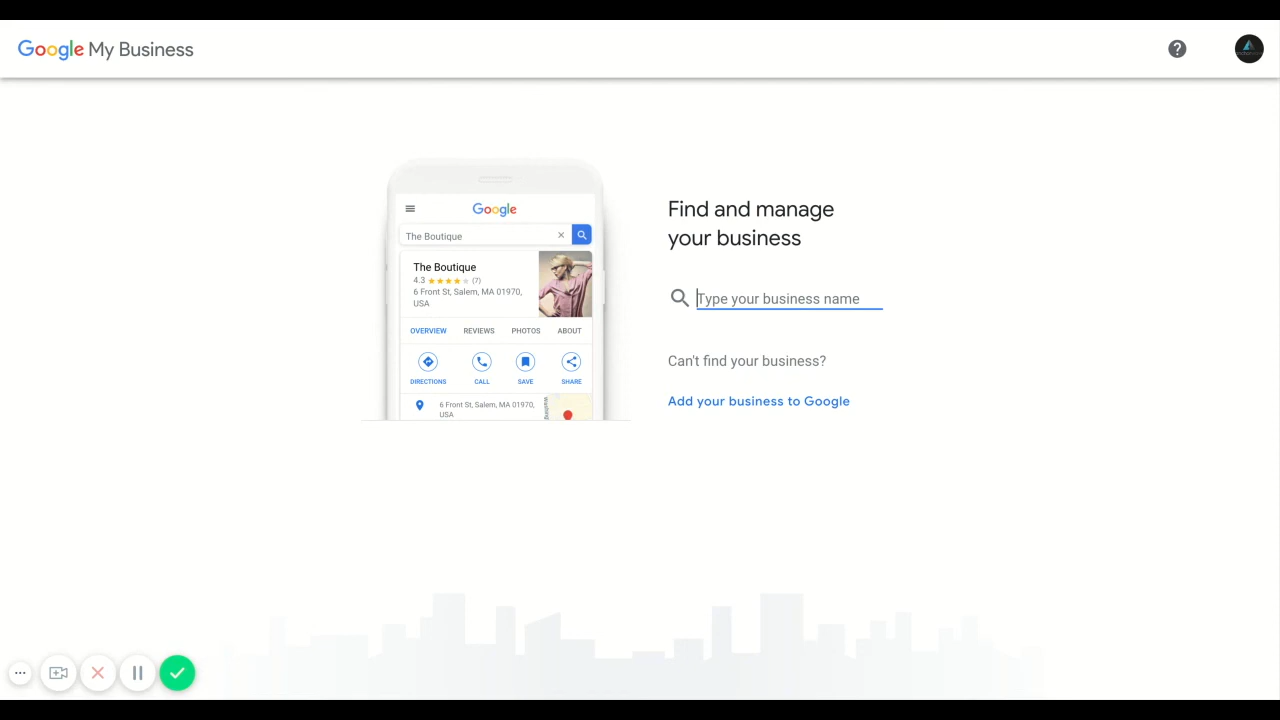 Google My Business
Google
The Boutique
The Boutique
4.3 ★★★★★ (7)
6 Front St, Salem, MA 01970,
USA
OVERVIEW REVIEWS PHOTOS ABOUT
DIRECTIONS CALL SAVE SHARE
6 Front St, Salem, MA 01970,
USA
Find and manage
your business
Type your business name
Can't find your business?
Add your business to Google